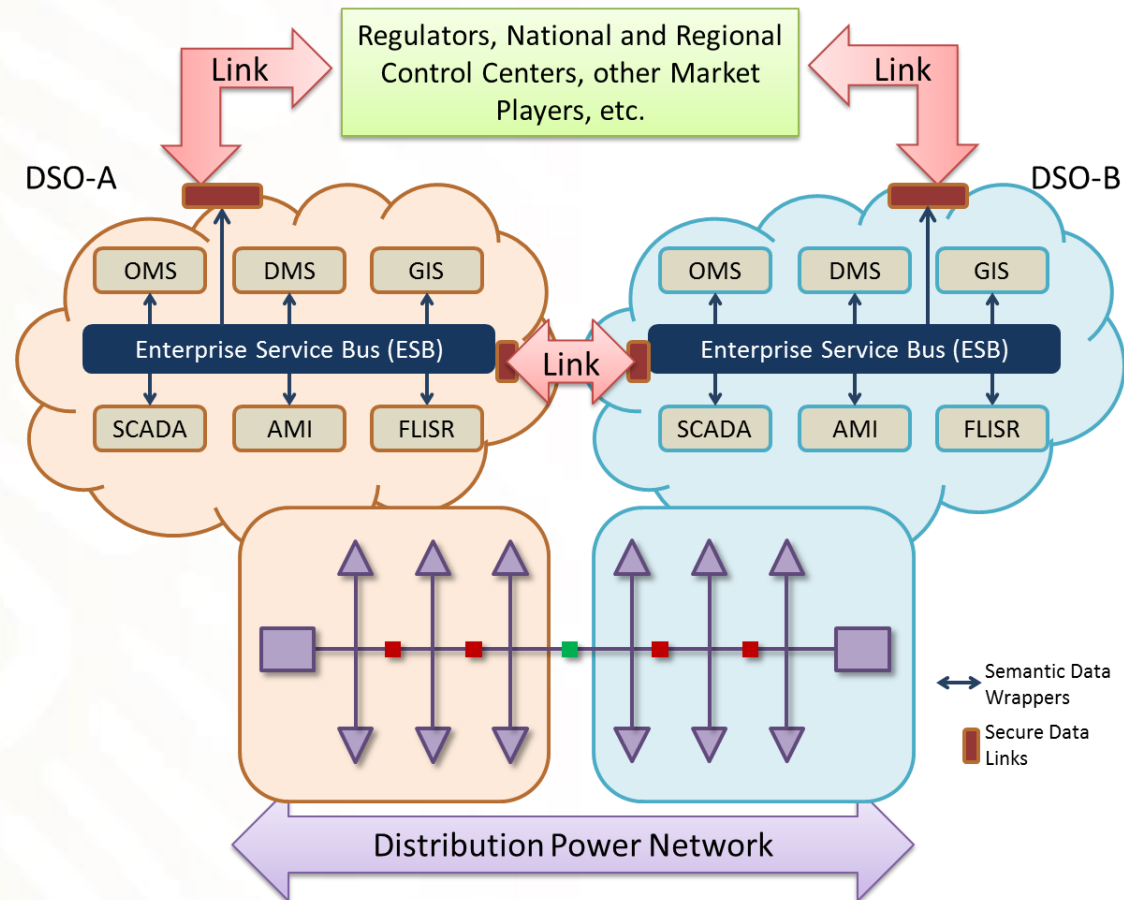 Regulators, National and Regional
Control Centers, other Market
Players, etc.
Link
Link
DSO-A
DSO-B
OMS
DMS
GIS
Enterprise Service Bus (ESB)
SCADA
AMI
FLISR
Link
OMS
DMS
GIS
Enterprise Service Bus (ESB)
SCADA
AMI
FLISR
Semantic Data
Wrappers
Secure Data
Links
Distribution Power Network